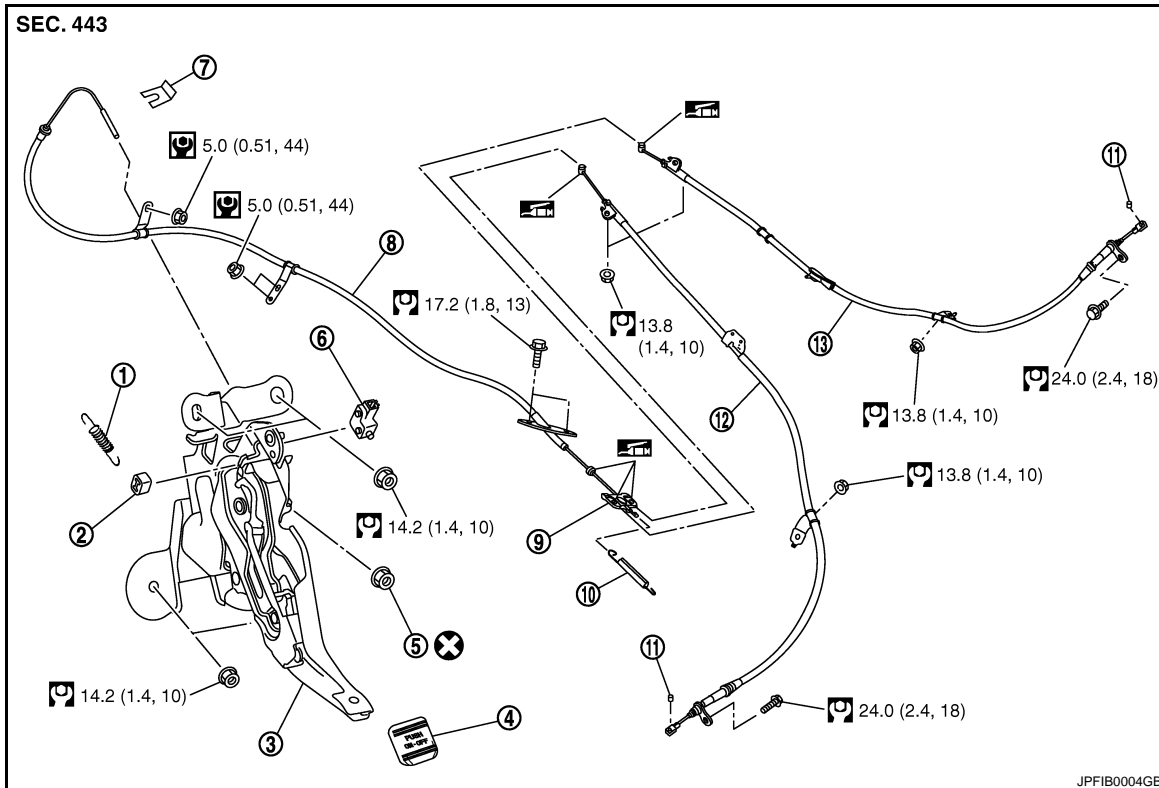 SEC. 443
7
5.0 (0.51, 44)
5.0 (0.51, 44)
8
17.2 (1.8, 13)
6
1
2
14.2 (1.4, 10)
5
14.2 (1.4, 10)
3
PUSH
ON-OFF
4
9
10
13.8
(1.4, 10)
12
11
13
24.0 (2.4, 18)
13.8 (1.4, 10)
13.8 (1.4, 10)
11
24.0 (2.4, 18)
JPFIB0004GB